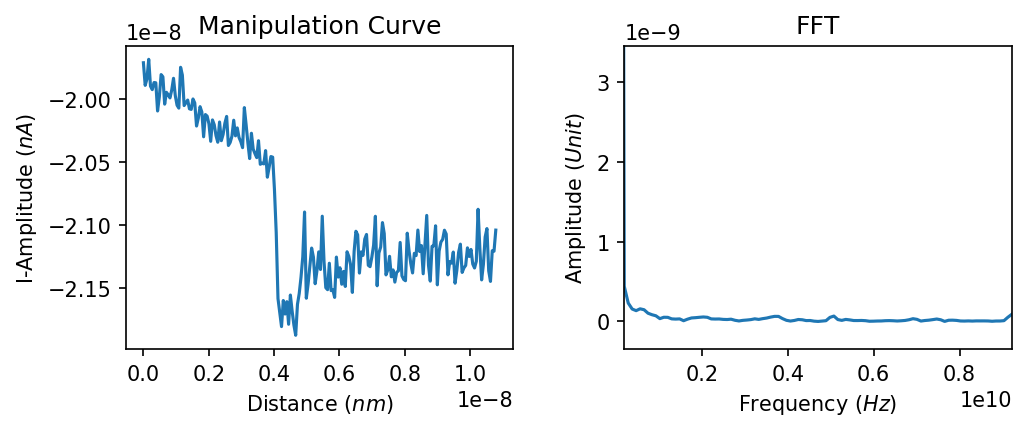 Manipulation Curve
1e−8
−2.00
−2.05
−2.10
−2.15
I-Amplitude (nA)
0.0 0.2 0.4 0.6 0.8 1.0
1e−8
Distance (nm)
FFT
1e−9
3
2
1
0
Amplitude (Unit)
0.2 0.4 0.6 0.8
1e10
Frequency (Hz)